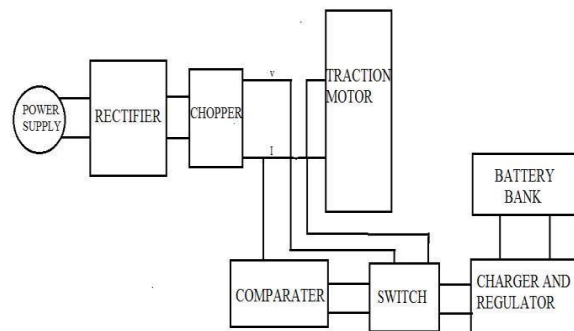 POWER
SUPPLY
RECTIFIER
CHOPPER
V
I
TRACTION
MOTOR
BATTERY
BANK
COMPARATER
SWITCH
CHARGER AND
REGULATOR